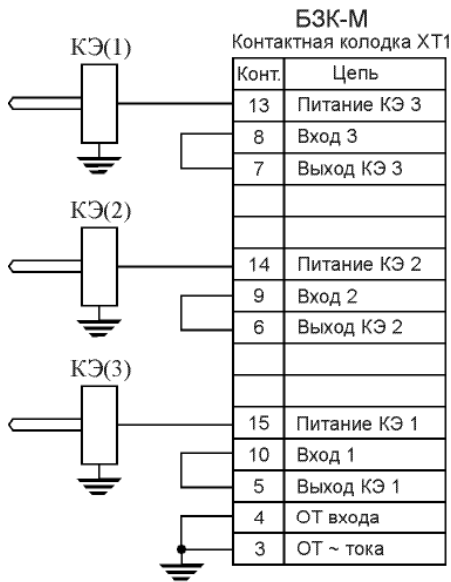 БЗК-М
Контактная колодка ХТ1
Конт. Цепь
КЭ(1)
13 Питание КЭ 3
8 Вход 3
7 Выход КЭ 3
КЭ(2)
14 Питание КЭ 2
9 Вход 2
6 Выход КЭ 2
КЭ(3)
15 Питание КЭ 1
10 Вход 1
5 Выход КЭ 1
4 ОТ входа
3 ОТ ~ тока